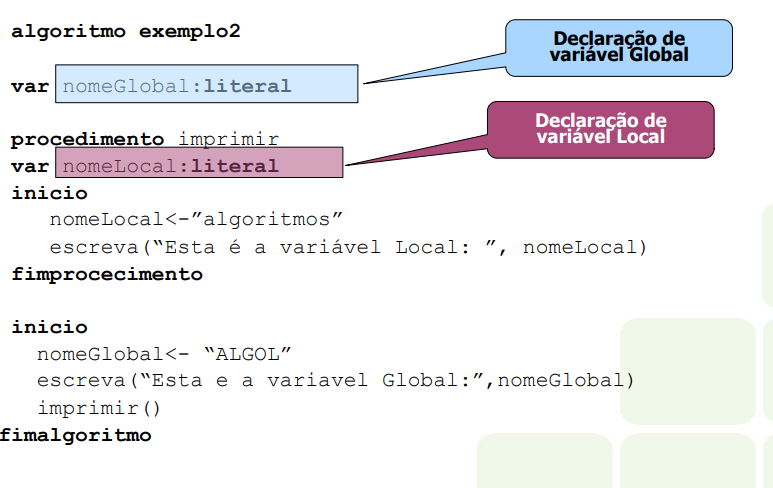 algoritmo exemplo2
Declaração de
variável Global
var nomeGlobal:literal
Declaração de
variável Local
procedimento imprimir
var nomeLocal:literal
inicio
nomeLocal<-”algoritmos”
escreva(“Esta é a variável Local: ”, nomeLocal)
fimprocecimento
inicio
nomeGlobal<- “ALGOL”
escreva(“Esta e a variavel Global:”,nomeGlobal)
imprimir()
fimalgoritmo